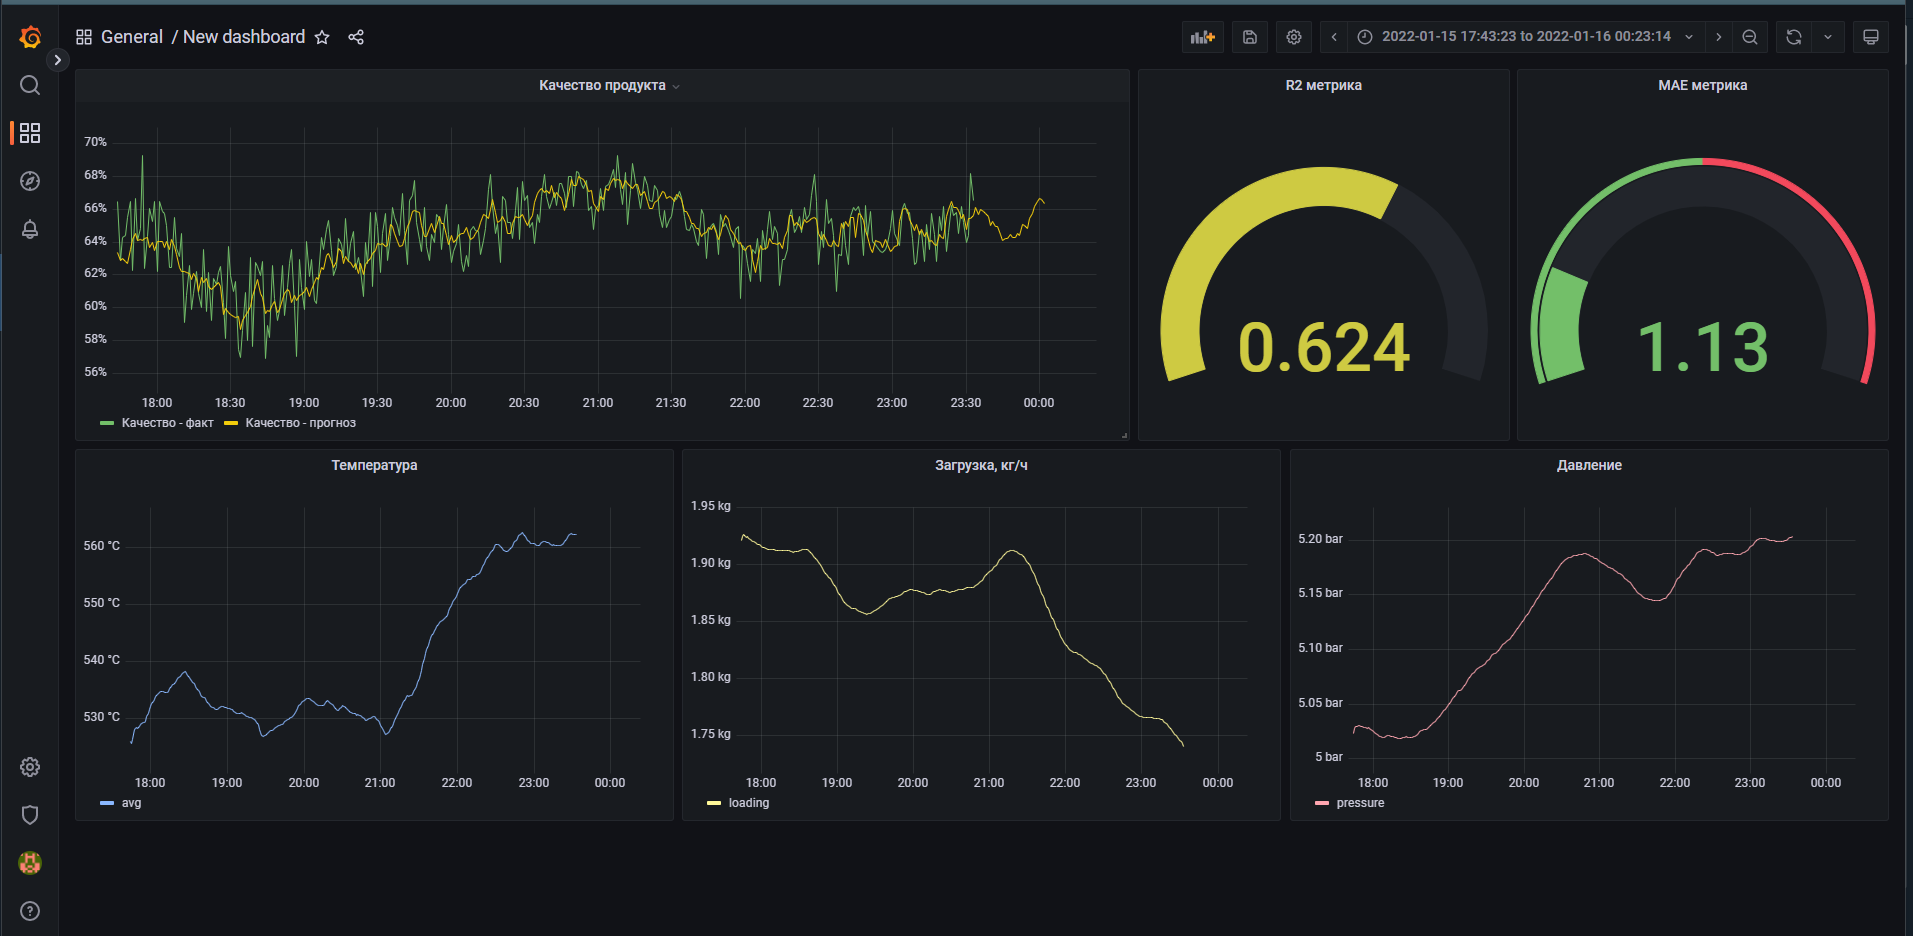 General / New dashboard
2022-01-15 17:43:23 to 2022-01-16 00:23:14
Качество продукта
70%
68%
66%
64%
62%
60%
58%
56%
18:00 18:30 19:00 19:30 20:00 20:30 21:00 21:30 22:00 22:30 23:00 23:30 00:00
Качество - факт Качество - прогноз
R2 метрика
0.624
MAE метрика
1.13
Температура
560 °C
550 °C
540 °C
530 °C
18:00 19:00 20:00 21:00 22:00 23:00 00:00
avg
Загрузка, кг/ч
1.95 kg
1.90 kg
1.85 kg
1.80 kg
1.75 kg
18:00 19:00 20:00 21:00 22:00 23:00 00:00
loading
Давление
5.20 bar
5.15 bar
5.10 bar
5.05 bar
5 bar
18:00 19:00 20:00 21:00 22:00 23:00 00:00
pressure